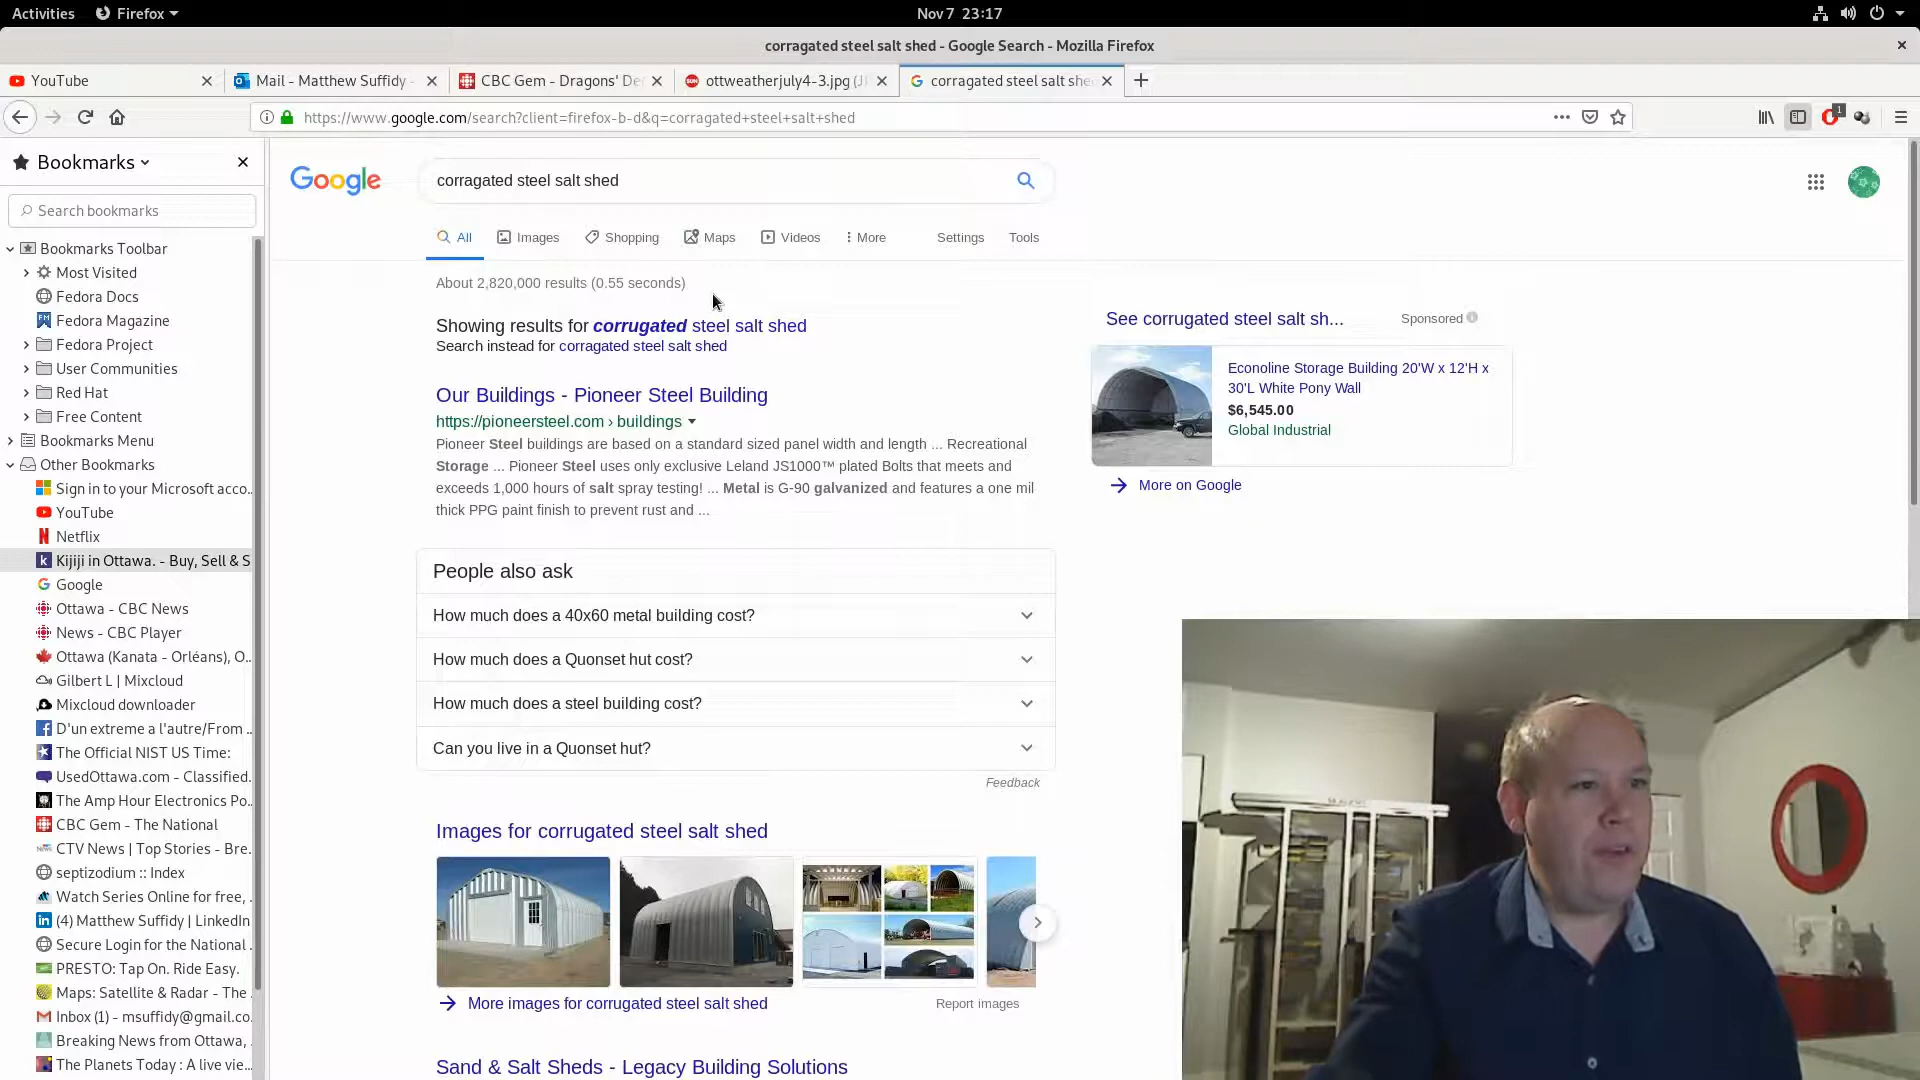 Activities
Firefox
Nov 7 23:17
corragated steel salt shed - Google Search - Mozilla Firefox
YouTube
Mail - Matthew Suffidy -
CBC Gem - Dragons' De
ottweatherjuly4-3.jpg (J
corragated steel salt she
https://www.google.com/search?client=firefox-b-d&q=corragated+steel+salt+shed
1
Bookmarks
Search bookmarks
Bookmarks Toolbar
Most Visited
Fedora Docs
Fedora Magazine
Fedora Project
User Communities
Red Hat
Free Content
Bookmarks Menu
Other Bookmarks
Sign in to your Microsoft acco…
YouTube
Netflix
Kijiji in Ottawa. - Buy, Sell & S
Google
Ottawa - CBC News
News - CBC Player
Ottawa (Kanata - Orléans), O…
Gilbert L | Mixcloud
Mixcloud downloader
D'un extreme a l'autre/From …
The Official NIST US Time:
UsedOttawa.com - Classified…
The Amp Hour Electronics Po…
CBC Gem - The National
CTV News | Top Stories - Bre…
septizodium :: Index
Watch Series Online for free, …
(4) Matthew Suffidy | LinkedIn
Secure Login for the National …
PRESTO: Tap On. Ride Easy.
Maps: Satellite & Radar - The …
Inbox (1) - msuffidy@gmail.co…
Breaking News from Ottawa, …
The Planets Today : A live vie…
Google
corragated steel salt shed
All
Images
Shopping
Maps
Videos
More
Settings
Tools
About 2,820,000 results (0.55 seconds)
Showing results for corrugated steel salt shed
Search instead for corragated steel salt shed
Our Buildings - Pioneer Steel Building
https://pioneersteel.com › buildings
Pioneer Steel buildings are based on a standard sized panel width and length ... Recreational
Storage ... Pioneer Steel uses only exclusive Leland JS1000™ plated Bolts that meets and
exceeds 1,000 hours of salt spray testing! ... Metal is G-90 galvanized and features a one mil
thick PPG paint finish to prevent rust and ...
People also ask
How much does a 40x60 metal building cost?
How much does a Quonset hut cost?
How much does a steel building cost?
Can you live in a Quonset hut?
Feedback
Images for corrugated steel salt shed
More images for corrugated steel salt shed
Report images
Sand & Salt Sheds - Legacy Building Solutions
See corrugated steel salt sh...
Sponsored
Econoline Storage Building 20'W x 12'H x
30'L White Pony Wall
$6,545.00
Global Industrial
More on Google